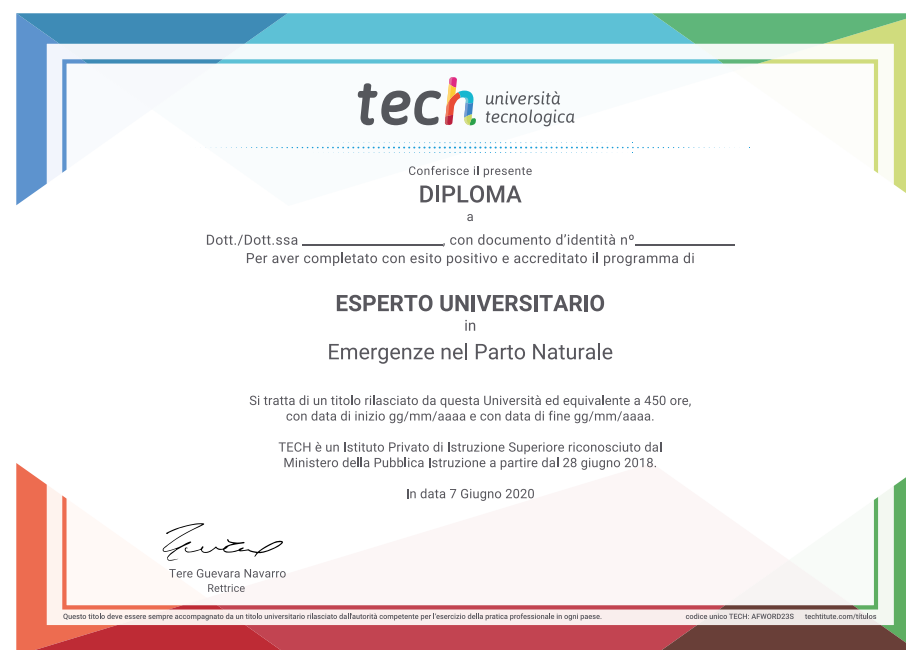 tech università
tecnologica
Conferisce il presente
DIPLOMA
a
Dott./Dott.ssa ____________________, con documento d'identità nº______________
Per aver completato con esito positivo e accreditato il programma di
ESPERTO UNIVERSITARIO
in
Emergenze nel Parto Naturale
Si tratta di un titolo rilasciato da questa Università ed equivalente a 450 ore,
con data di inizio gg/mm/aaaa e con data di fine gg/mm/aaaa.
TECH è un Istituto Privato di Istruzione Superiore riconosciuto dal
Ministero della Pubblica Istruzione a partire dal 28 giugno 2018.
In data 7 Giugno 2020
Tere Guevara Navarro
Rettrice
Questo titolo deve essere sempre accompagnato da un titolo universitario rilasciato dall'autorità competente per l'esercizio della pratica professionale in ogni paese. codice unico TECH: AFWORD23S techtitute.com/titulos